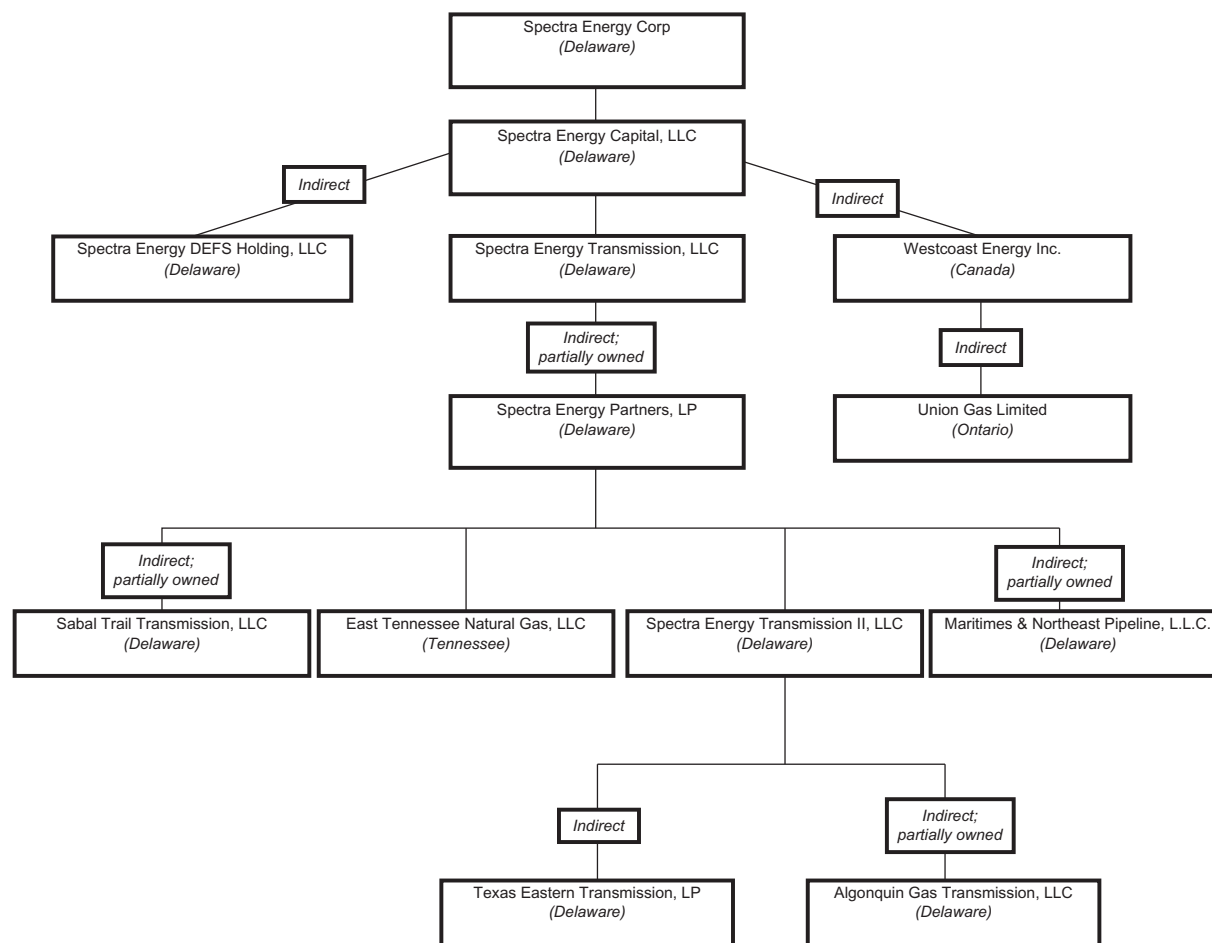 Spectra Energy Corp
(Delaware)
Spectra Energy Capital, LLC
(Delaware)
Indirect
Indirect
Spectra Energy DEFS Holding, LLC
(Delaware)
Spectra Energy Transmission, LLC
(Delaware)
Westcoast Energy Inc.
(Canada)
Indirect;
partially owned
Indirect
Spectra Energy Partners, LP
(Delaware)
Union Gas Limited
(Ontario)
Indirect;
partially owned
Indirect;
partially owned
Sabal Trail Transmission, LLC
(Delaware)
East Tennessee Natural Gas, LLC
(Tennessee)
Spectra Energy Transmission II, LLC
(Delaware)
Maritimes & Northeast Pipeline, L.L.C.
(Delaware)
Indirect
Indirect;
partially owned
Texas Eastern Transmission, LP
(Delaware)
Algonquin Gas Transmission, LLC
(Delaware)